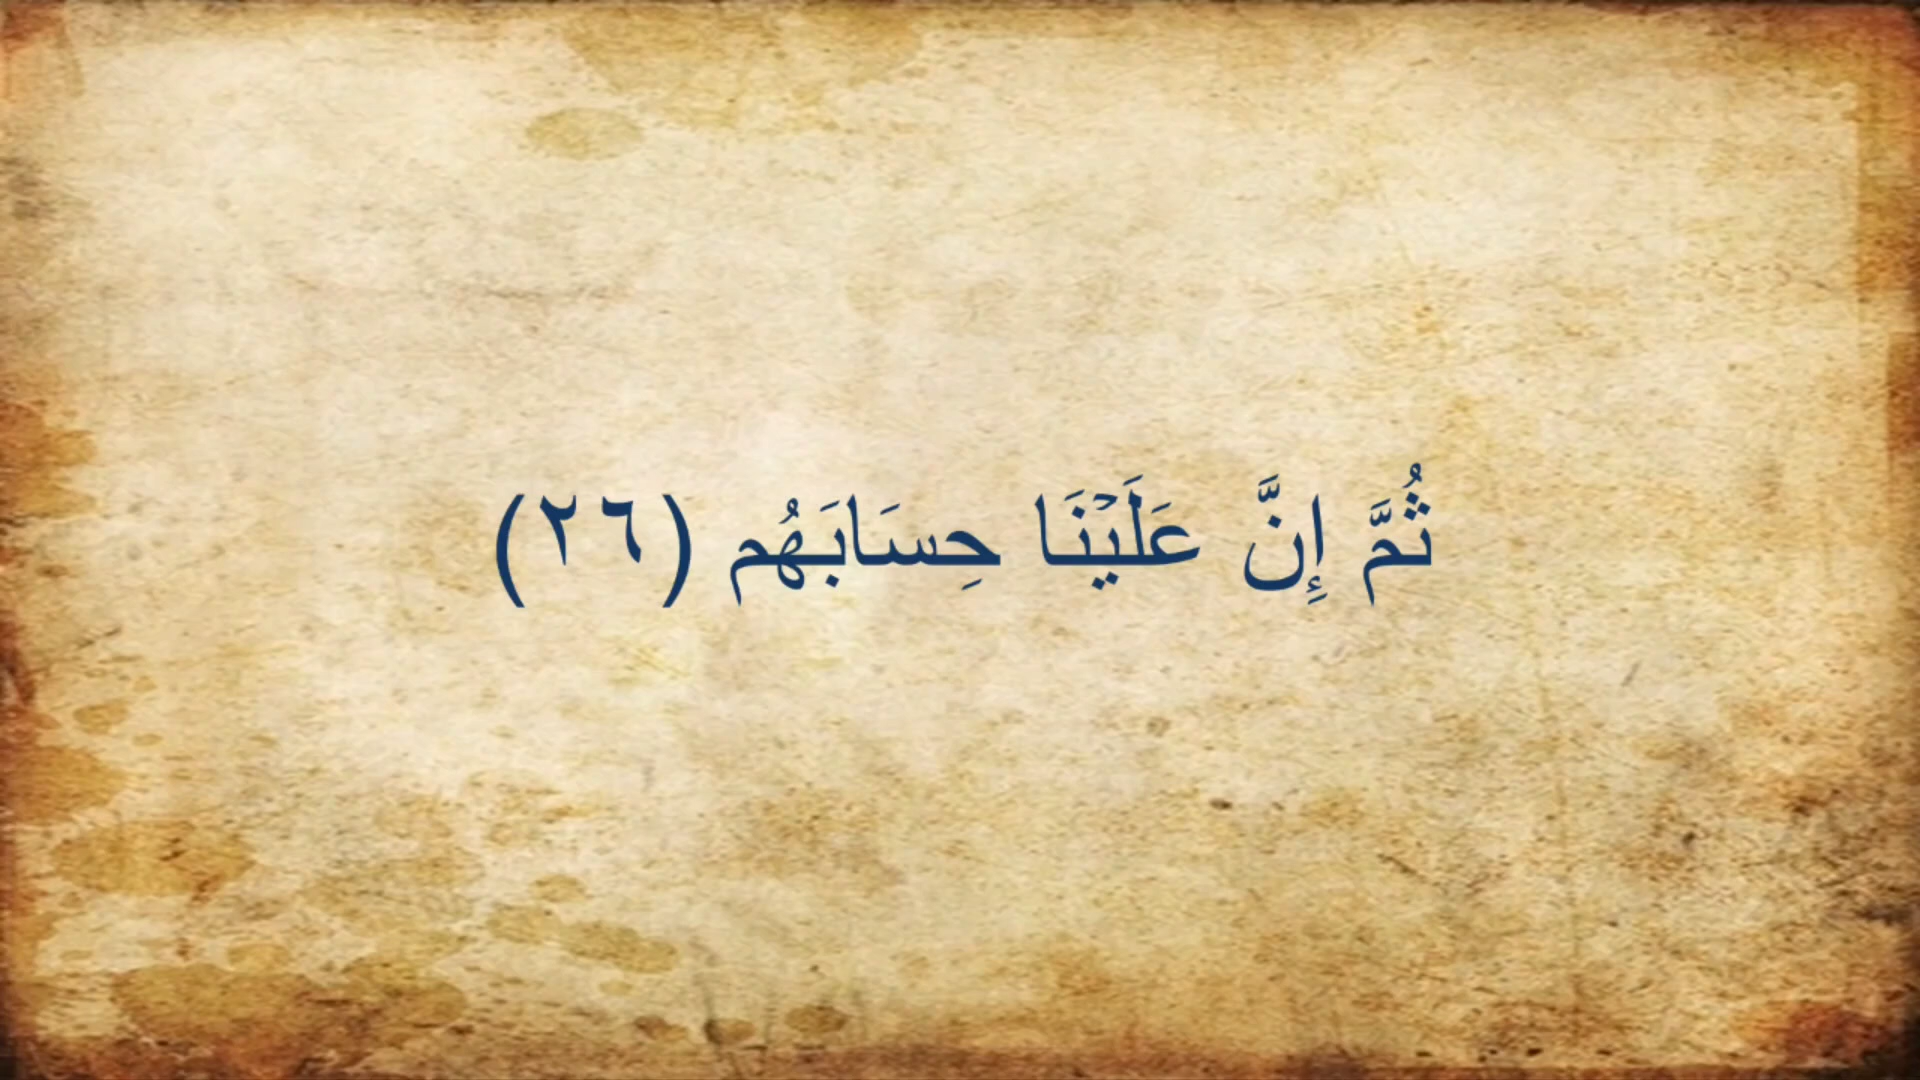 ثُمَّ إِنَّ عَلَيۡنَا حِسَابَهُم (٢٦)